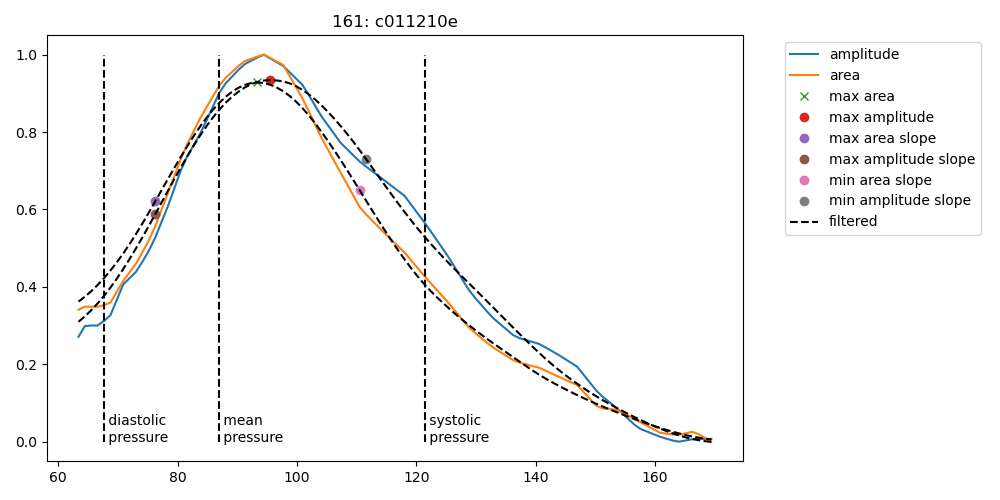 161: c011210e
1.0
0.8
0.6
0.4
0.2
0.0
diastolic
pressure
mean
pressure
systolic
pressure
60
80
100
120
140
160
amplitude
area
max area
max amplitude
max area slope
max amplitude slope
min area slope
min amplitude slope
filtered